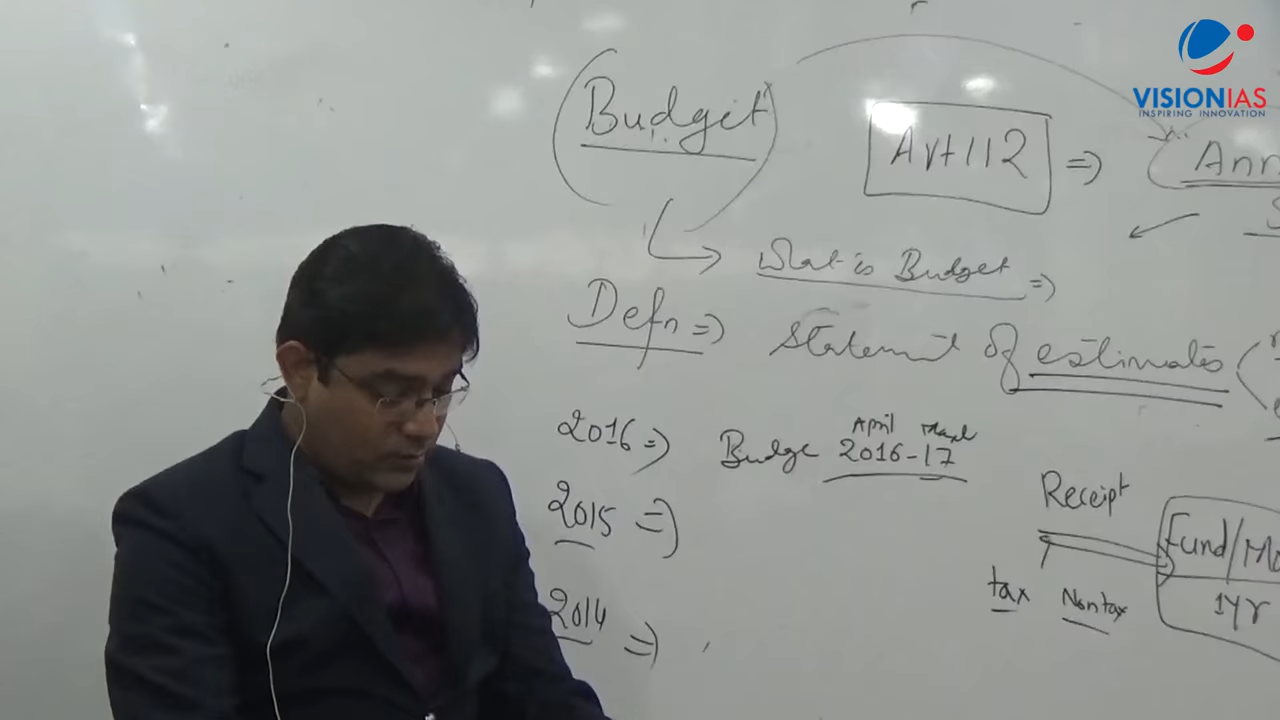 VISIONIAS
INSPIRING INNOVATION
Budget
Art 112 =>
What is Budget =>
Defn => Statement of estimates
2016 => Budge 2016-17
April
2015 =>
2014 =>
Receipt
tax Nontax
Fund/
1yr